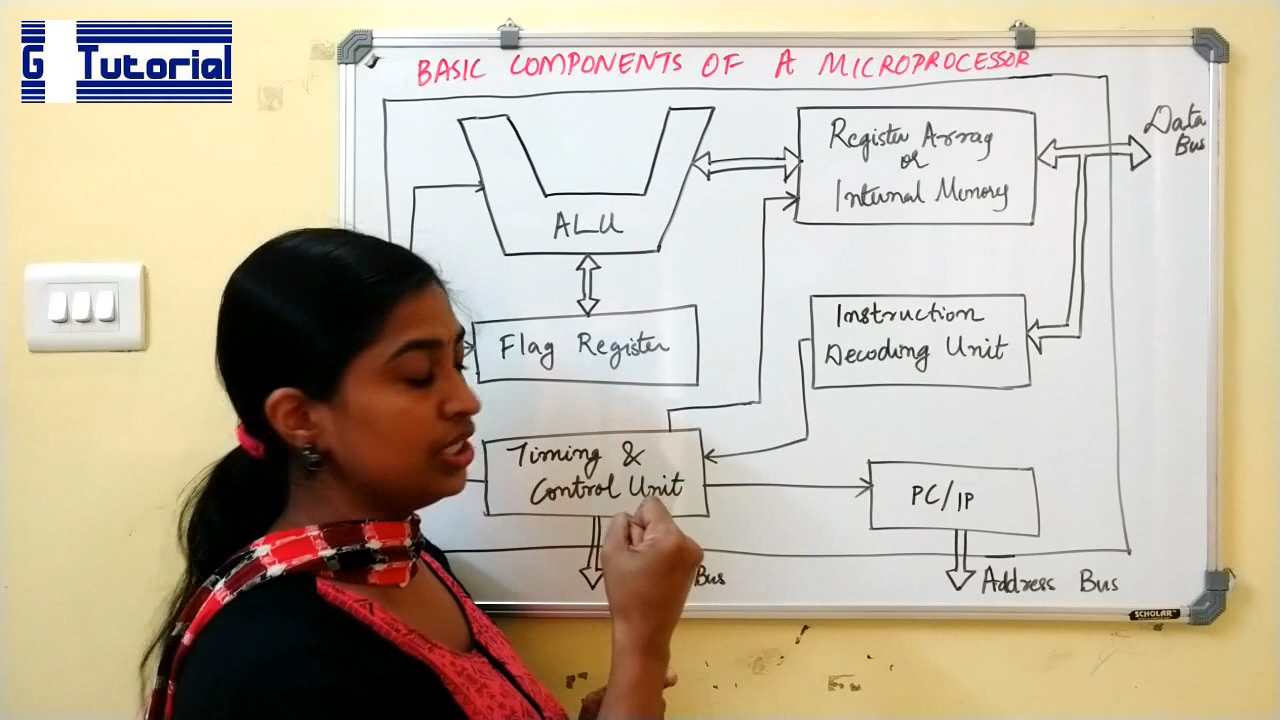 G Tutorial
BASIC COMPONENTS OF A MICROPROCESSOR
Data
Bus
Register Array
or
Internal Memory
ALU
Instruction
Decoding Unit
Flag Register
Timing &
Control Unit
PC/IP
Bus
Address Bus
SCHOLAR